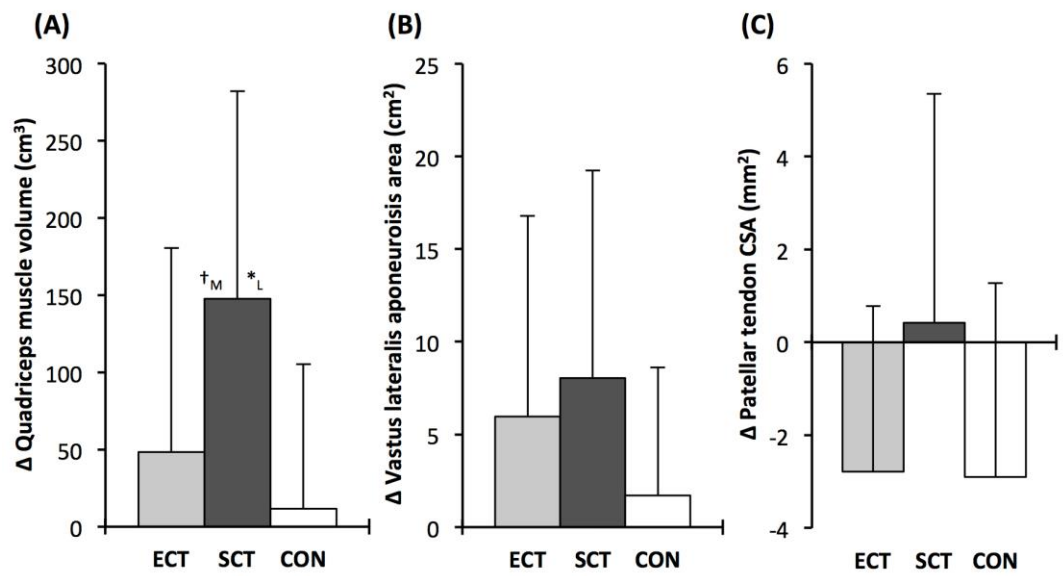 (A)
Δ Quadriceps muscle volume (cm³)
300
250
200
150
100
50
0
†M *L
ECT SCT CON
(B)
Δ Vastus lateralis aponeuroisis area (cm²)
25
20
15
10
5
0
ECT SCT CON
(C)
Δ Patellar tendon CSA (mm²)
6
4
2
0
-2
-4
ECT SCT CON